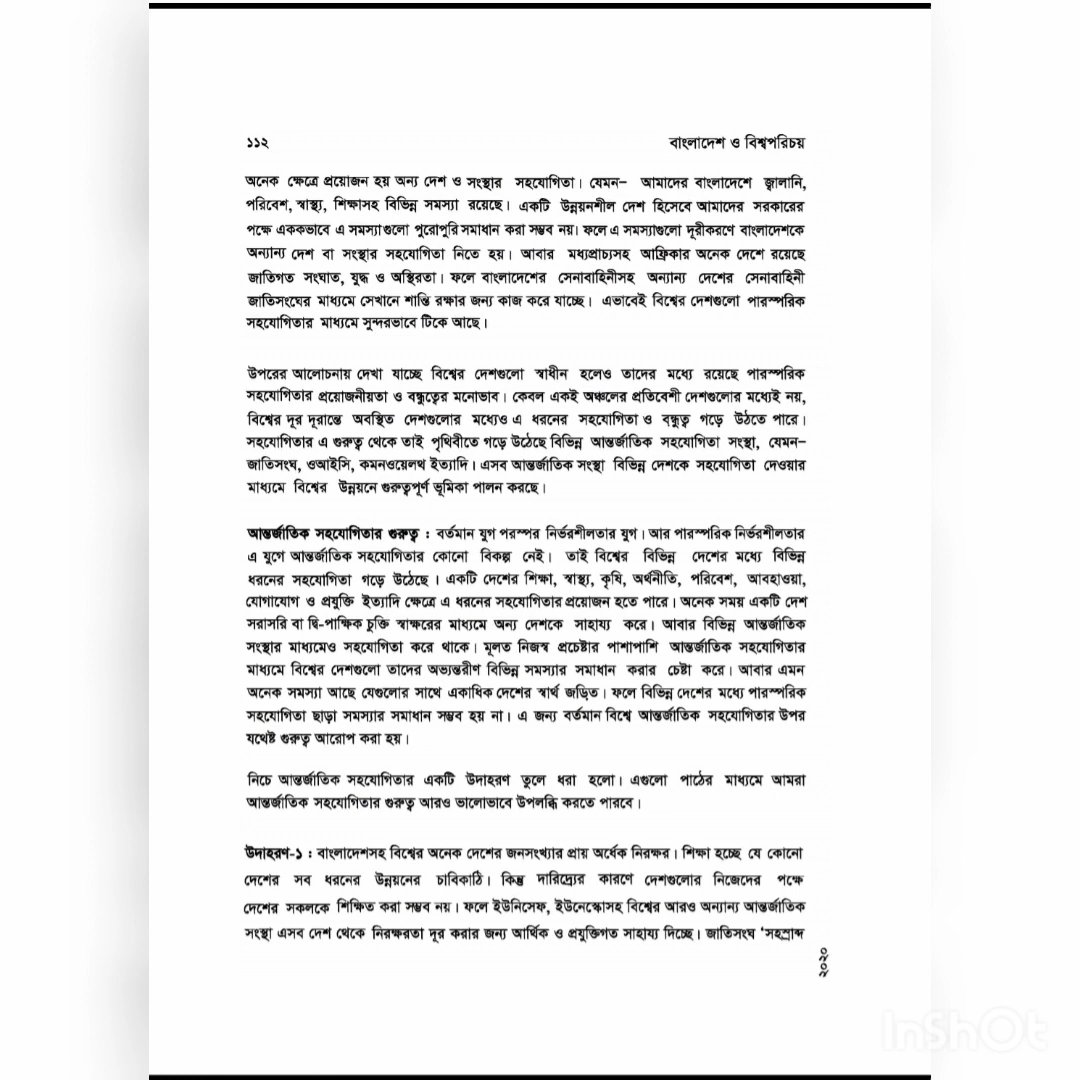 ১১২ বাংলাদেশ ও বিশ্বপরিচয়
অনেক ক্ষেত্রে প্রয়োজন হয় অন্য দেশ ও সংস্থার সহযোগিতা। যেমন– আমাদের বাংলাদেশে জ্বালানি,
পরিবেশ, স্বাস্থ্য, শিক্ষাসহ বিভিন্ন সমস্যা রয়েছে। একটি উন্নয়নশীল দেশ হিসেবে আমাদের সরকারের
পক্ষে এককভাবে এ সমস্যাগুলো পুরোপুরি সমাধান করা সম্ভব নয়। ফলে এ সমস্যাগুলো দূরীকরণে বাংলাদেশকে
অন্যান্য দেশ বা সংস্থার সহযোগিতা নিতে হয়। আবার মধ্যপ্রাচ্যসহ আফ্রিকার অনেক দেশে রয়েছে
জাতিগত সংঘাত, যুদ্ধ ও অস্থিরতা। ফলে বাংলাদেশের সেনাবাহিনীসহ অন্যান্য দেশের সেনাবাহিনী
জাতিসংঘের মাধ্যমে সেখানে শান্তি রক্ষার জন্য কাজ করে যাচ্ছে। এভাবেই বিশ্বের দেশগুলো পারস্পরিক
সহযোগিতার মাধ্যমে সুন্দরভাবে টিকে আছে।
উপরের আলোচনায় দেখা যাচ্ছে বিশ্বের দেশগুলো স্বাধীন হলেও তাদের মধ্যে রয়েছে পারস্পরিক
সহযোগিতার প্রয়োজনীয়তা ও বন্ধুত্বের মনোভাব। কেবল একই অঞ্চলের প্রতিবেশী দেশগুলোর মধ্যেই নয়,
বিশ্বের দূর দূরান্তে অবস্থিত দেশগুলোর মধ্যেও এ ধরনের সহযোগিতা ও বন্ধুত্ব গড়ে উঠতে পারে।
সহযোগিতার এ গুরুত্ব থেকে তাই পৃথিবীতে গড়ে উঠেছে বিভিন্ন আন্তর্জাতিক সহযোগিতা সংস্থা, যেমন–
জাতিসংঘ, ওআইসি, কমনওয়েলথ ইত্যাদি। এসব আন্তর্জাতিক সংস্থা বিভিন্ন দেশকে সহযোগিতা দেওয়ার
মাধ্যমে বিশ্বের উন্নয়নে গুরুত্বপূর্ণ ভূমিকা পালন করছে।
আন্তর্জাতিক সহযোগিতার গুরুত্ব : বর্তমান যুগ পরস্পর নির্ভরশীলতার যুগ। আর পারস্পরিক নির্ভরশীলতার
এ যুগে আন্তর্জাতিক সহযোগিতার কোনো বিকল্প নেই। তাই বিশ্বের বিভিন্ন দেশের মধ্যে বিভিন্ন
ধরনের সহযোগিতা গড়ে উঠেছে। একটি দেশের শিক্ষা, স্বাস্থ্য, কৃষি, অর্থনীতি, পরিবেশ, আবহাওয়া,
যোগাযোগ ও প্রযুক্তি ইত্যাদি ক্ষেত্রে এ ধরনের সহযোগিতার প্রয়োজন হতে পারে। অনেক সময় একটি দেশ
সরাসরি বা দ্বি-পাক্ষিক চুক্তি স্বাক্ষরের মাধ্যমে অন্য দেশকে সাহায্য করে। আবার বিভিন্ন আন্তর্জাতিক
সংস্থার মাধ্যমেও সহযোগিতা করে থাকে। মূলত নিজস্ব প্রচেষ্টার পাশাপাশি আন্তর্জাতিক সহযোগিতার
মাধ্যমে বিশ্বের দেশগুলো তাদের অভ্যন্তরীণ বিভিন্ন সমস্যার সমাধান করার চেষ্টা করে। আবার এমন
অনেক সমস্যা আছে যেগুলোর সাথে একাধিক দেশের স্বার্থ জড়িত। ফলে বিভিন্ন দেশের মধ্যে পারস্পরিক
সহযোগিতা ছাড়া সমস্যার সমাধান সম্ভব হয় না। এ জন্য বর্তমান বিশ্বে আন্তর্জাতিক সহযোগিতার উপর
যথেষ্ট গুরুত্ব আরোপ করা হয়।
নিচে আন্তর্জাতিক সহযোগিতার একটি উদাহরণ তুলে ধরা হলো। এগুলো পাঠের মাধ্যমে আমরা
আন্তর্জাতিক সহযোগিতার গুরুত্ব আরও ভালোভাবে উপলব্ধি করতে পারবে।
উদাহরণ-১ : বাংলাদেশসহ বিশ্বের অনেক দেশের জনসংখ্যার প্রায় অর্ধেক নিরক্ষর। শিক্ষা হচ্ছে যে কোনো
দেশের সব ধরনের উন্নয়নের চাবিকাঠি। কিন্তু দারিদ্র্যের কারণে দেশগুলোর নিজেদের পক্ষে
দেশের সকলকে শিক্ষিত করা সম্ভব নয়। ফলে ইউনিসেফ, ইউনেস্কোসহ বিশ্বের আরও অন্যান্য আন্তর্জাতিক
সংস্থা এসব দেশ থেকে নিরক্ষরতা দূর করার জন্য আর্থিক ও প্রযুক্তিগত সাহায্য দিচ্ছে। জাতিসংঘ ‘সহস্রাব্দ
২০২০
InShOt